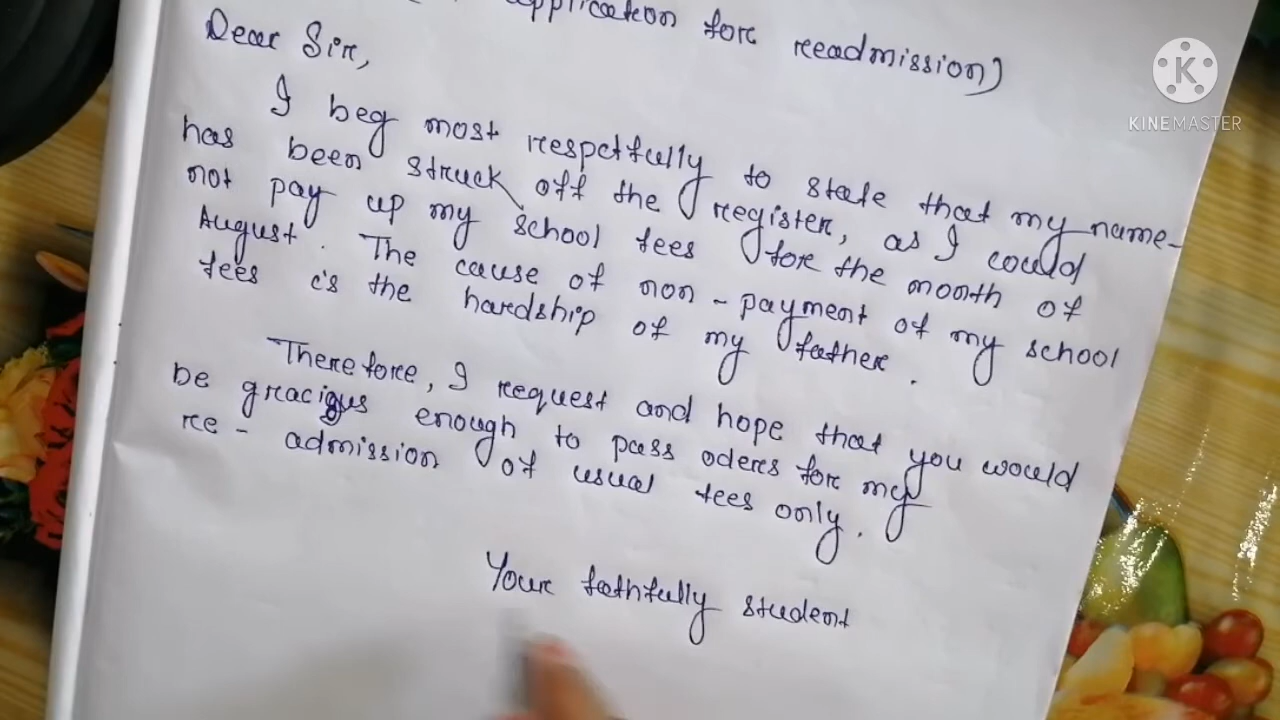 application for readmission)
Dear Sir,
I beg most respetfully to state that my name-
has been struck off the register, as I could
not pay up my school fees for the month of
August. The cause of non - payment of my school
fees is the hardship of my father.
Therefore, I request and hope that you would
be gracious enough to pass oders for my
re - admission of usual fees only.
Your fathfully student
KINEMASTER